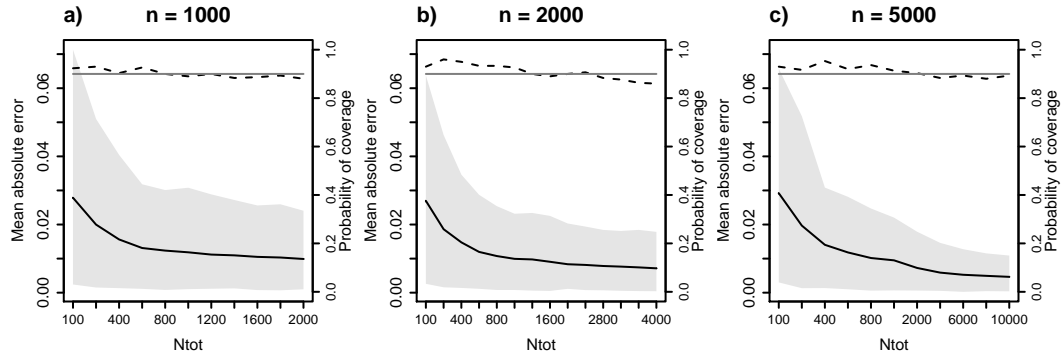 a) n = 1000
Mean absolute error
0.00 0.02 0.04 0.06
0.0 0.2 0.4 0.6 0.8 1.0
Probability of coverage
100 400 800 1200 1600 2000
Ntot
b) n = 2000
Mean absolute error
0.00 0.02 0.04 0.06
0.0 0.2 0.4 0.6 0.8 1.0
Probability of coverage
100 400 800 1600 2800 4000
Ntot
c) n = 5000
Mean absolute error
0.00 0.02 0.04 0.06
0.0 0.2 0.4 0.6 0.8 1.0
Probability of coverage
100 400 800 2000 6000 10000
Ntot